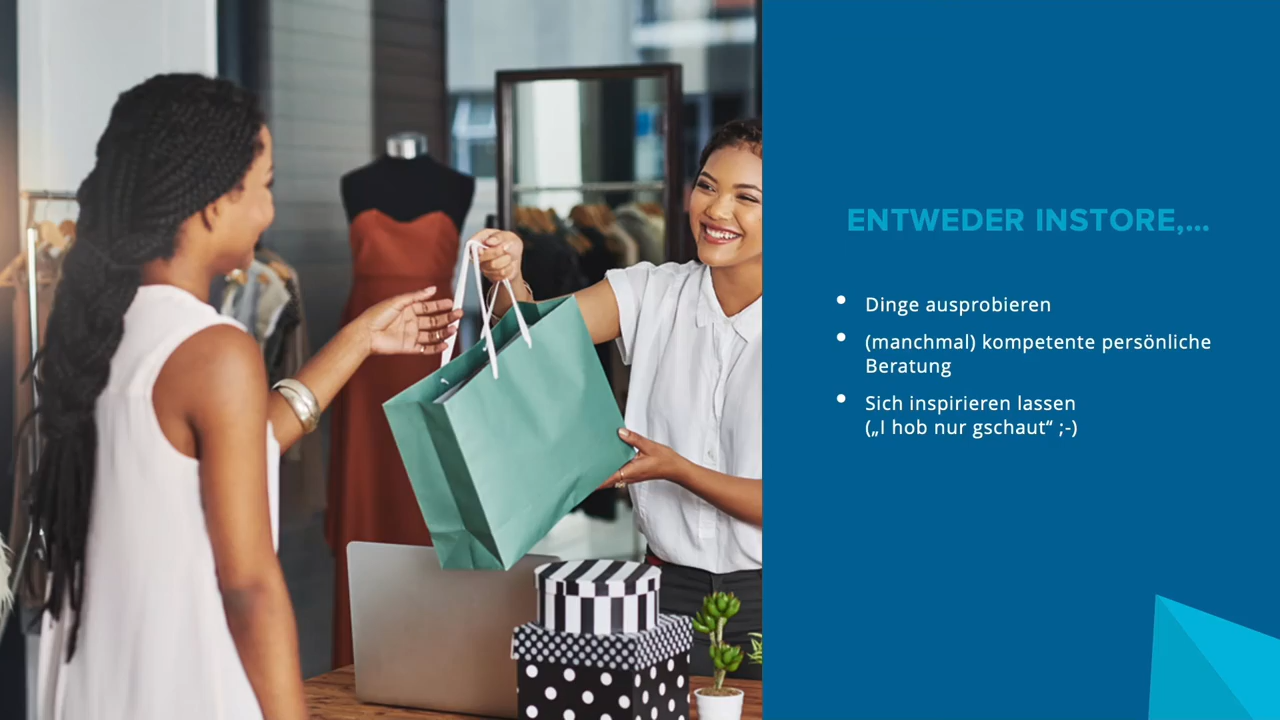 ENTWEDER INSTORE,...
• Dinge ausprobieren
• (manchmal) kompetente persönliche
Beratung
• Sich inspirieren lassen
(„I hob nur gschaut“ ;-)